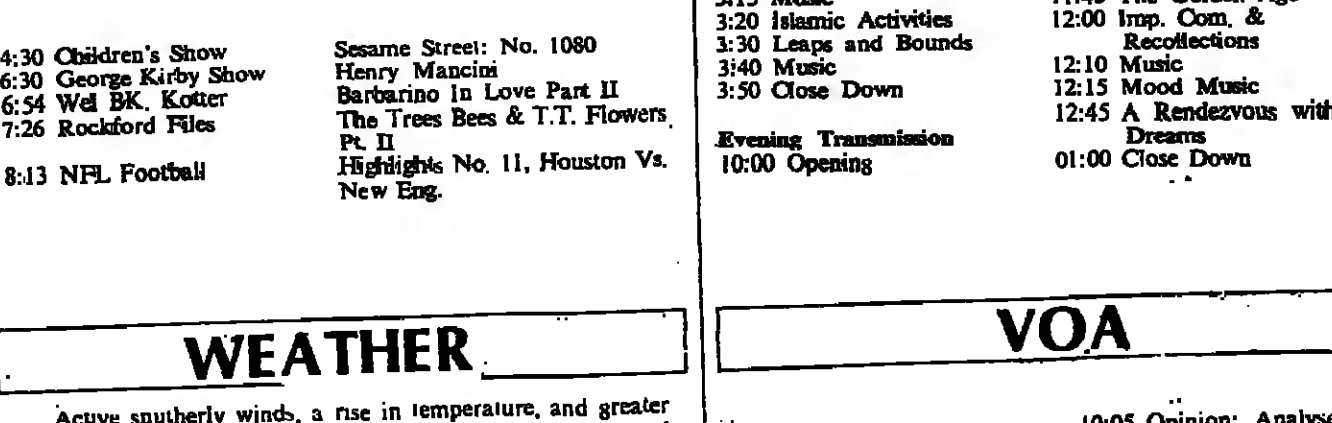 4:30 Children's Show
6:30 George Kirby Show
6:54 Wel BK. Kotter
7:26 Rockford Files
8:13 NFL Football
Sesame Street: No. 1080
Henry Mancini
Barbarino In Love Part II
The Trees Bees & T.T. Flowers
Pt. II
Highlights No. 11, Houston Vs.
New Eng.
WEATHER
Active southerly winds, a rise in temperature, and greater
3:15 Music
3:20 Islamic Activities
3:30 Leaps and Bounds
3:40 Music
3:50 Close Down
Evening Transmission
10:00 Opening
12:00 Imp. Com. &
Recollections
12:10 Music
12:15 Mood Music
12:45 A Rendezvous with
Dreams
01:00 Close Down
VOA
10:05 Opinion: Analyse